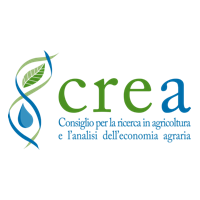 crea
Consiglio per la ricerca in agricoltura
e l'analisi dell'economia agraria